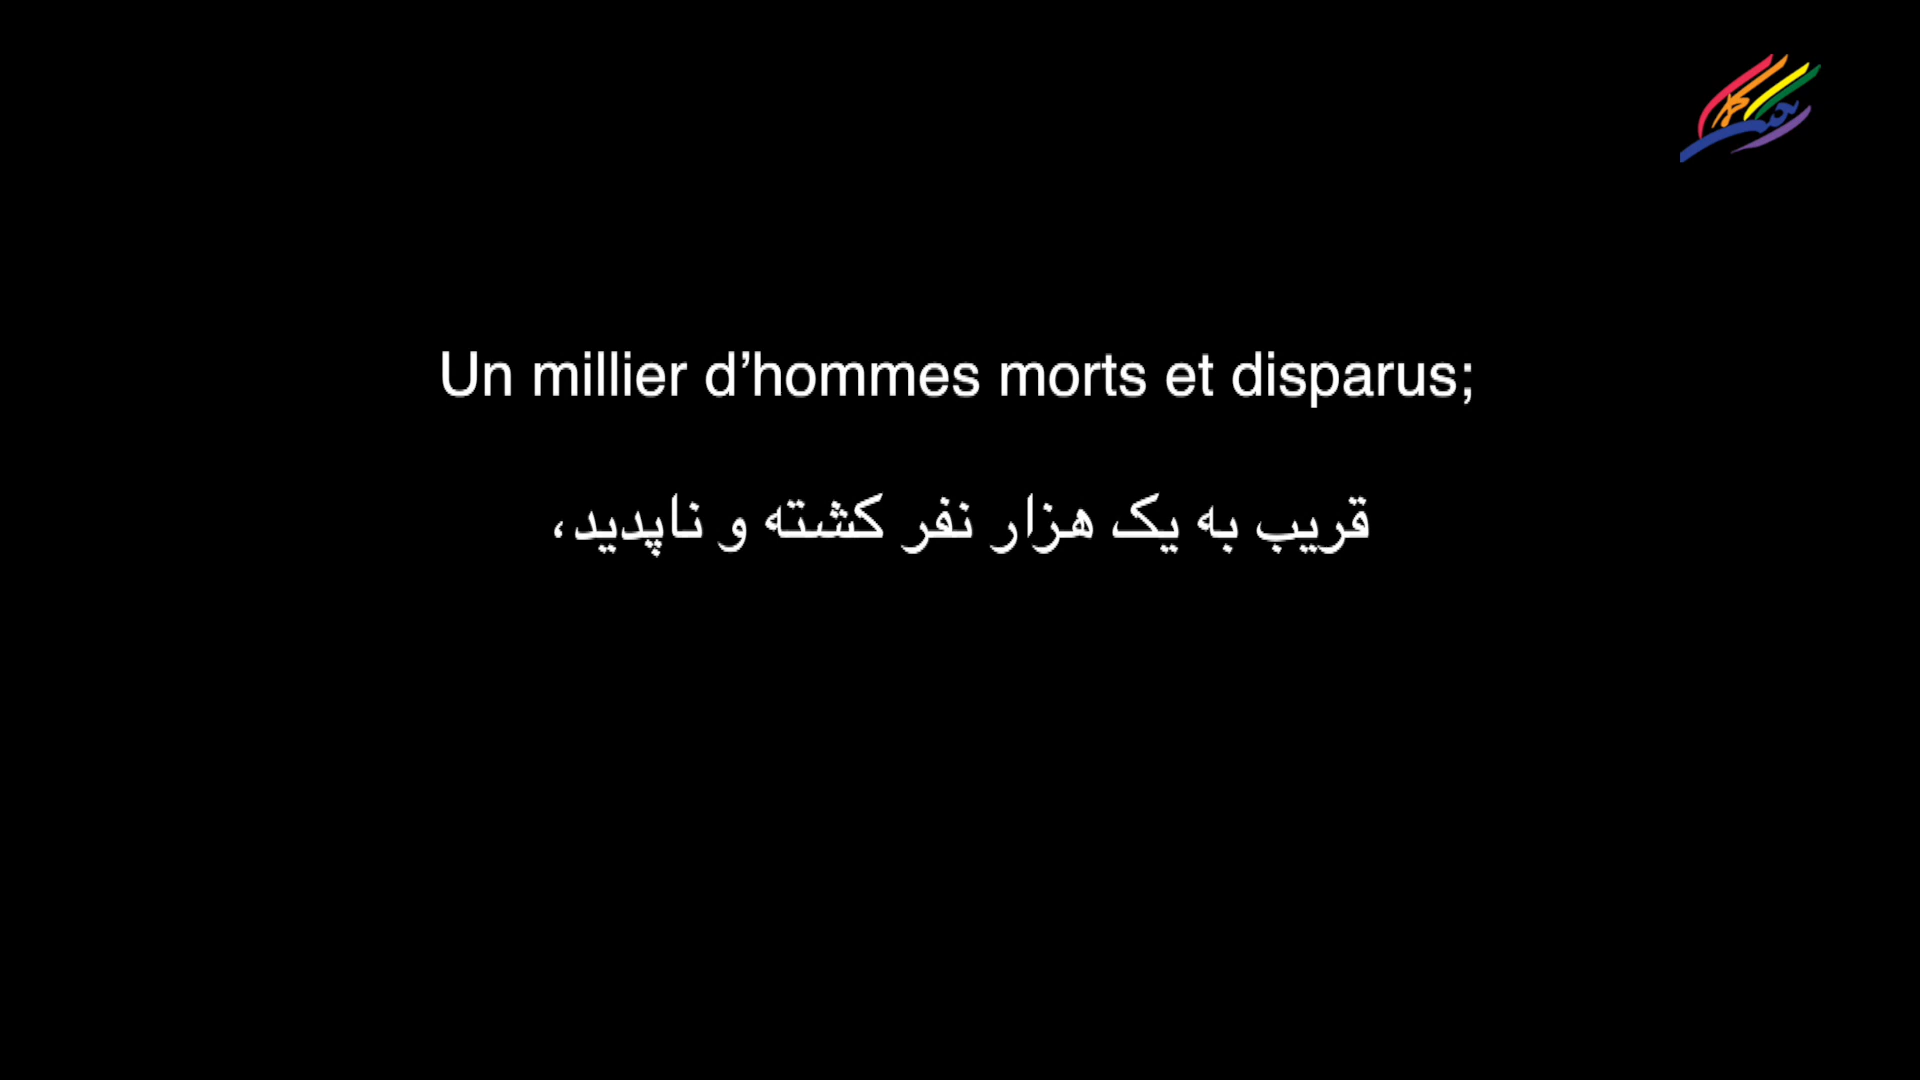 Un millier d’hommes morts et disparus;
قریب به یک هزار نفر کشته و ناپدید،